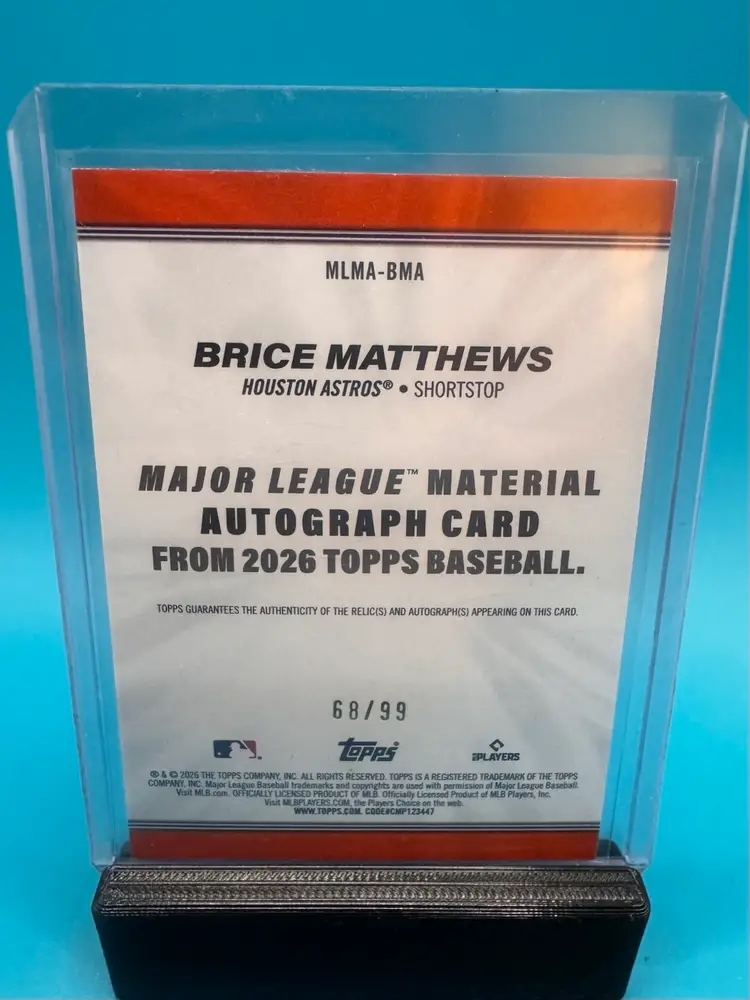 MLMA-BMA
BRICE MATTHEWS
HOUSTON ASTROS® • SHORTSTOP
MAJOR LEAGUE™ MATERIAL
AUTOGRAPH CARD
FROM 2026 TOPPS BASEBALL.
TOPPS GUARANTEES THE AUTHENTICITY OF THE RELIC(S) AND AUTOGRAPH(S) APPEARING ON THIS CARD.
68/99
Topps PLAYERS
® & © 2026 THE TOPPS COMPANY, INC. ALL RIGHTS RESERVED. TOPPS IS A REGISTERED TRADEMARK OF THE TOPPS
COMPANY, INC. Major League Baseball trademarks and copyrights are used with permission of Major League Baseball.
Visit MLB.com. OFFICIALLY LICENSED PRODUCT OF MLB. Officially Licensed Product of MLB Players, Inc.
Visit MLBPLAYERS.COM, the Players Choice on the web.
WWW.TOPPS.COM. CODE#CMP123447